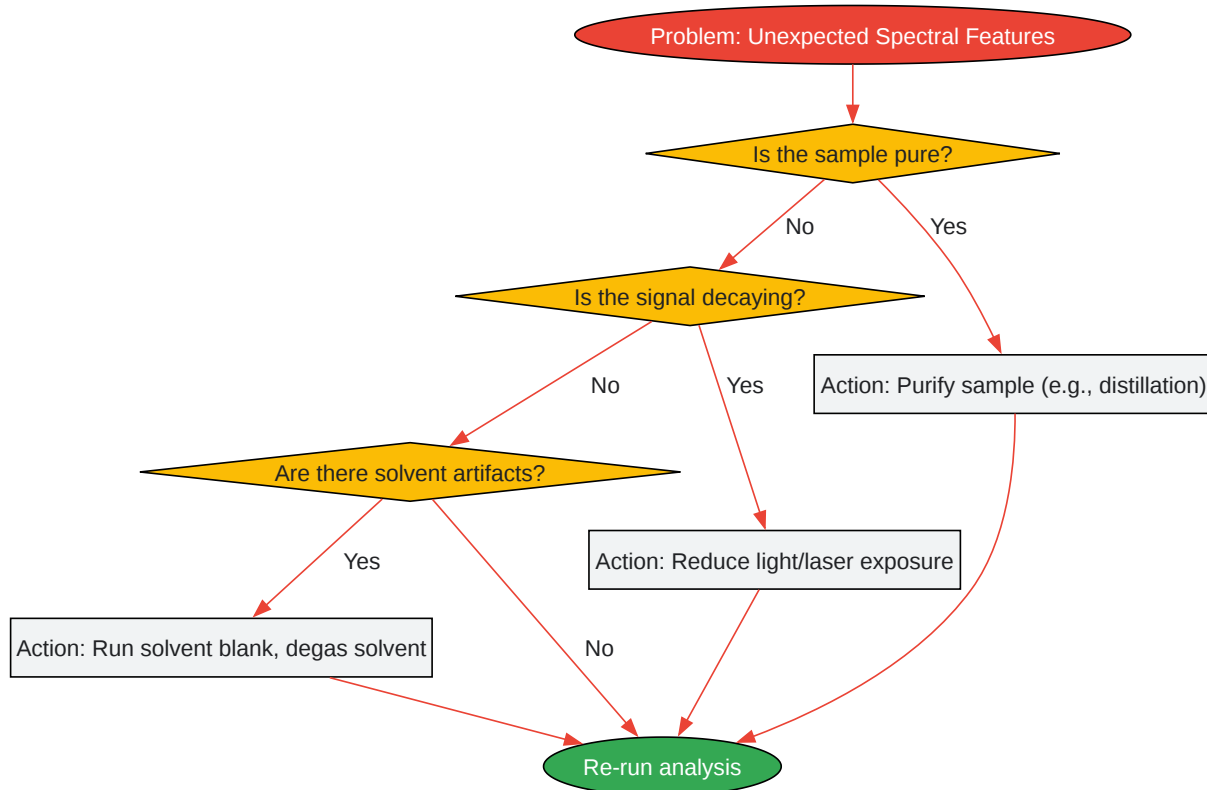 Problem: Unexpected Spectral Features
Is the sample pure?
No
Yes
Is the signal decaying?
No
Yes
Action: Purify sample (e.g., distillation)
Are there solvent artifacts?
Yes
Action: Reduce light/laser exposure
Action: Run solvent blank, degas solvent
No
Re-run analysis